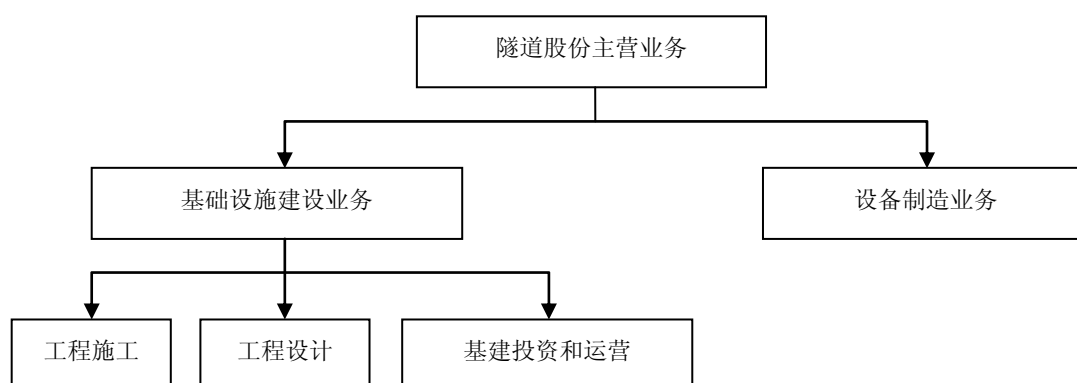 隧道股份主营业务
基础设施建设业务
设备制造业务
工程施工
工程设计
基建投资和运营